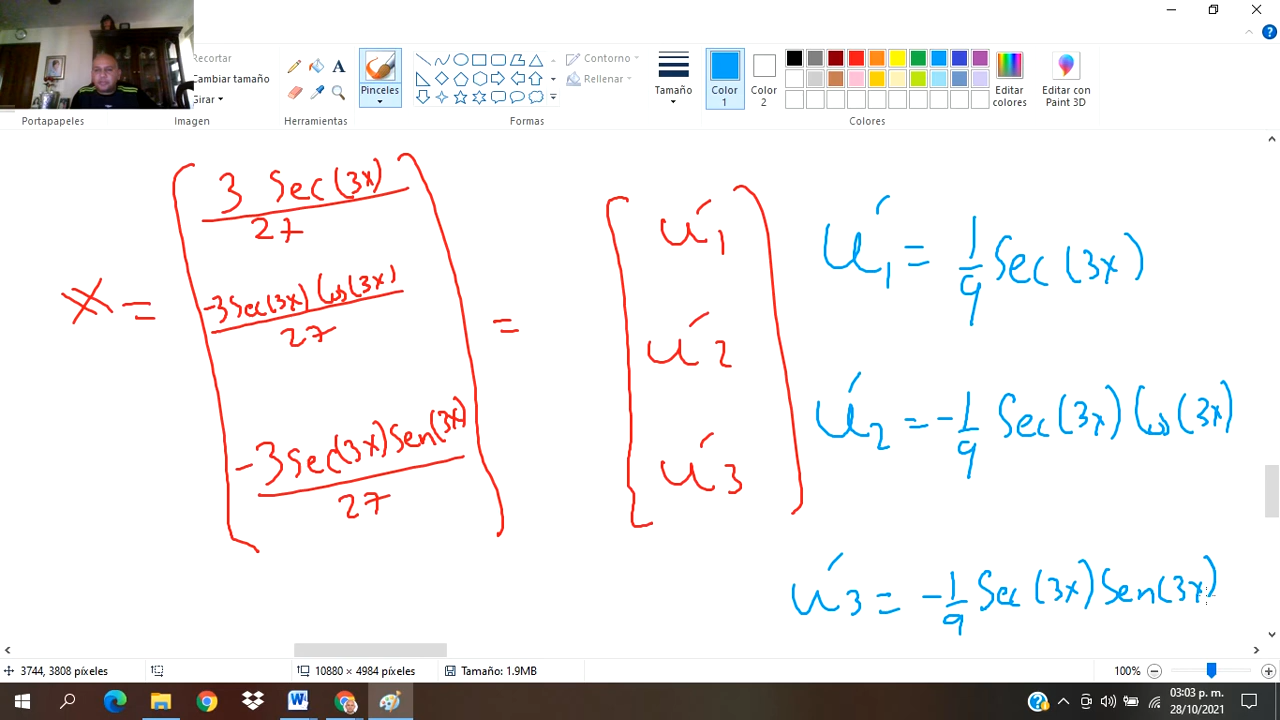 Recortar
Cambiar tamaño
Girar
Pinceles
Contorno
Rellenar
Tamaño
Color 1
Color 2
Editar colores
Editar con Paint 3D
Portapapeles
Imagen
Herramientas
Formas
Colores
X = [ 3 Sec(3x) / 27
-3Sec(3x) Cos(3x) / 27
-3Sec(3x)Sen(3x) / 27 ]
=
[ u´1
u´2
u´3 ]
u´1 = 1/9 Sec(3x)
u´2 = -1/9 Sec(3x) Cos(3x)
u´3 = -1/9 Sec(3x) Sen(3x)
3744, 3808 píxeles
10880 × 4984 píxeles
Tamaño: 1.9MB
100%
03:03 p. m.
28/10/2021